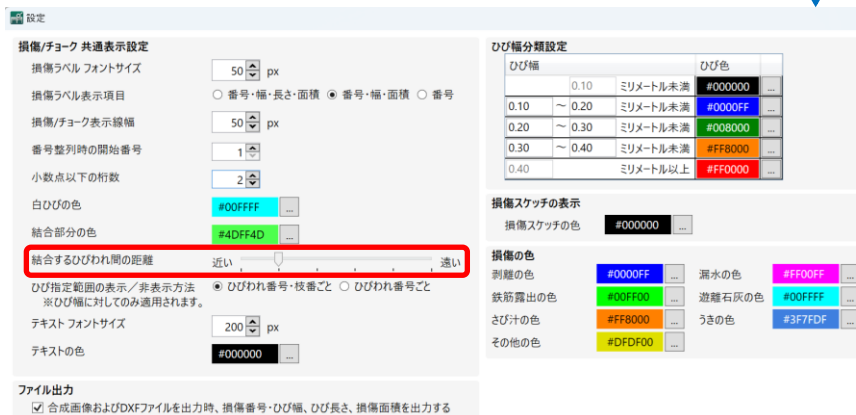 設定
損傷/チョーク 共通表示設定
損傷ラベル フォントサイズ 50 px
損傷ラベル表示項目 番号・幅・長さ・面積 番号・幅・面積 番号
損傷/チョーク表示線幅 50 px
番号整列時の開始番号 1
小数点以下の桁数 2
白ひびの色 #00FFFF ...
結合部分の色 #4DFF4D ...
結合するひびわれ間の距離 近い 遠い
ひび指定範囲の表示/非表示方法 ひびわれ番号・枝番ごと ひびわれ番号ごと
※ひび幅に対してのみ適用されます。
テキスト フォントサイズ 200 px
テキストの色 #000000 ...
ファイル出力
合成画像およびDXFファイルを出力時、損傷番号・ひび幅、ひび長さ、損傷面積を出力する
ひび幅分類設定
ひび幅 ひび色
0.10 ミリメートル未満 #000000 ...
0.10 ~ 0.20 ミリメートル未満 #0000FF ...
0.20 ~ 0.30 ミリメートル未満 #008000 ...
0.30 ~ 0.40 ミリメートル未満 #FF8000 ...
0.40 ミリメートル以上 #FF0000 ...
損傷スケッチの表示
損傷スケッチの色 #000000 ...
損傷の色
剥離の色 #0000FF ... 漏水の色 #FF00FF ...
鉄筋露出の色 #00FF00 ... 遊離石灰の色 #00FFFF ...
さび汁の色 #FF8000 ... うきの色 #3F7FDF ...
その他の色 #DFDF00 ...